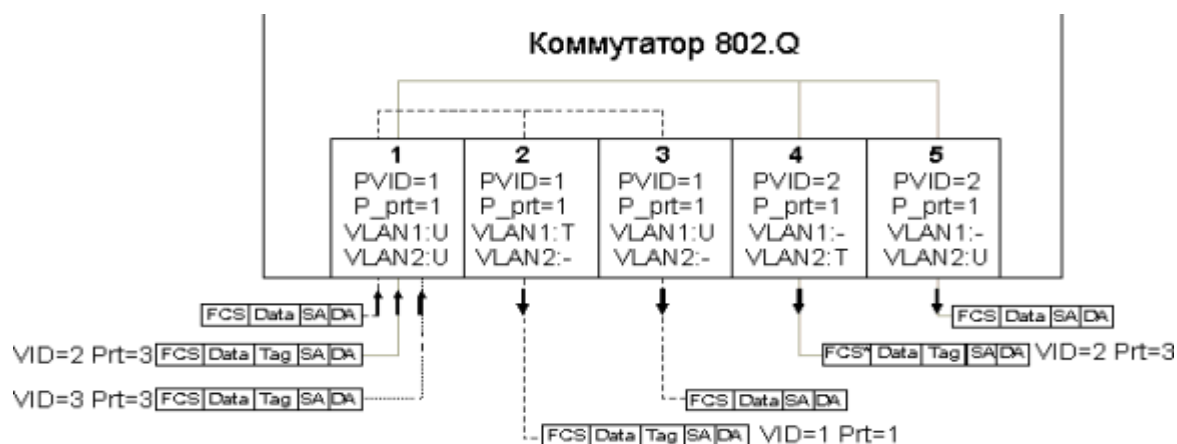 Коммутатор 802.Q
1 2 3 4 5
PVID=1 PVID=1 PVID=1 PVID=2 PVID=2
P_prt=1 P_prt=1 P_prt=1 P_prt=1 P_prt=1
VLAN1:U VLAN1:T VLAN1:U VLAN1:- VLAN1:-
VLAN2:U VLAN2:- VLAN2:- VLAN2:T VLAN2:U
FCS Data SA DA FCS Data SA DA
VID=2 Prt=3 FCS Data Tag SA DA FCS* Data Tag SA DA VID=2 Prt=3
VID=3 Prt=3 FCS Data Tag SA DA FCS Data SA DA
FCS Data Tag SA DA VID=1 Prt=1